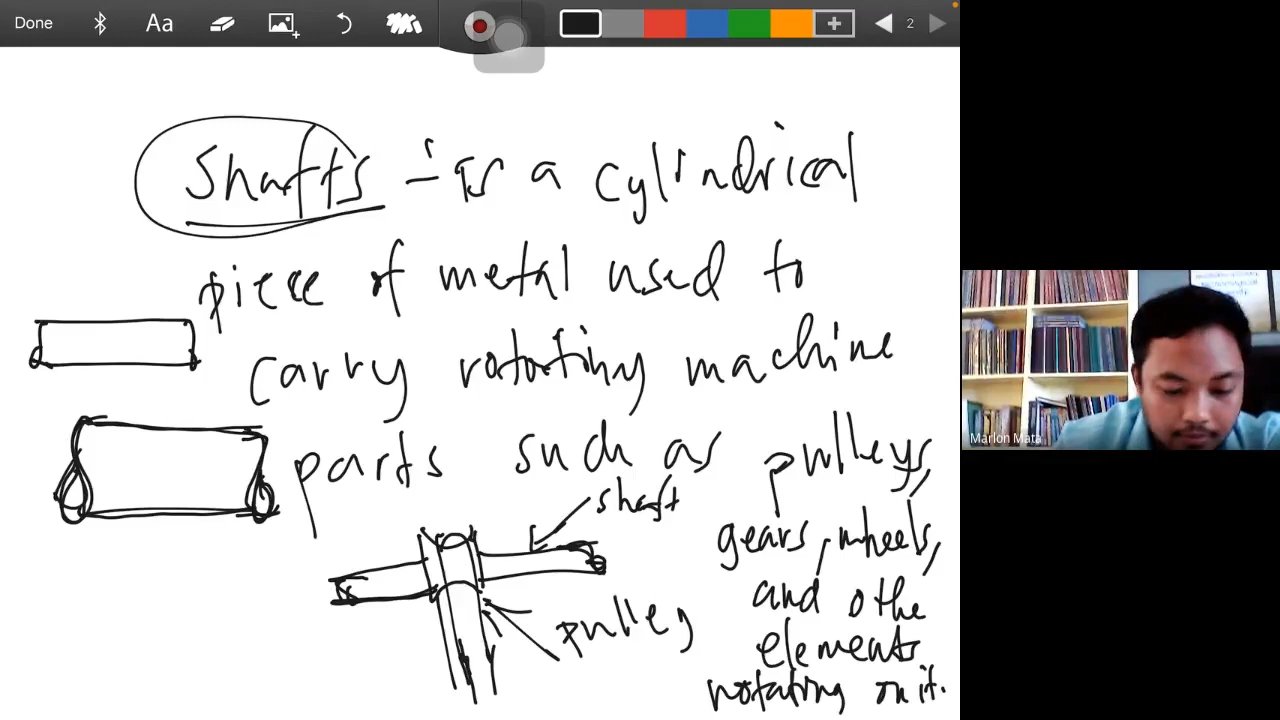 Done Aa 2
Shafts - is a cylindrical
piece of metal used to
carry rotating machine
parts such as pulleys,
shaft
gears, wheels,
and othe
pulley
elements
rotating on it.
Marlon Mata